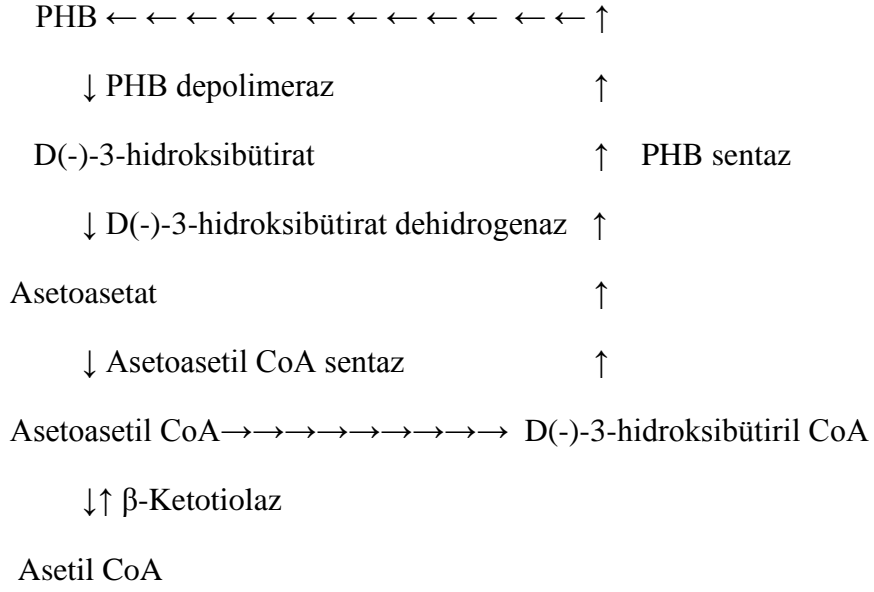 PHB ← ← ← ← ← ← ← ← ← ← ← ← ↑
↓ PHB depolimeraz ↑
D(-)-3-hidroksibütirat ↑ PHB sentaz
↓ D(-)-3-hidroksibütirat dehidrogenaz ↑
Asetoasetat ↑
↓ Asetoasetil CoA sentaz ↑
Asetoasetil CoA→→→→→→→→→ D(-)-3-hidroksibütiril CoA
↓↑ β-Ketotiolaz
Asetil CoA